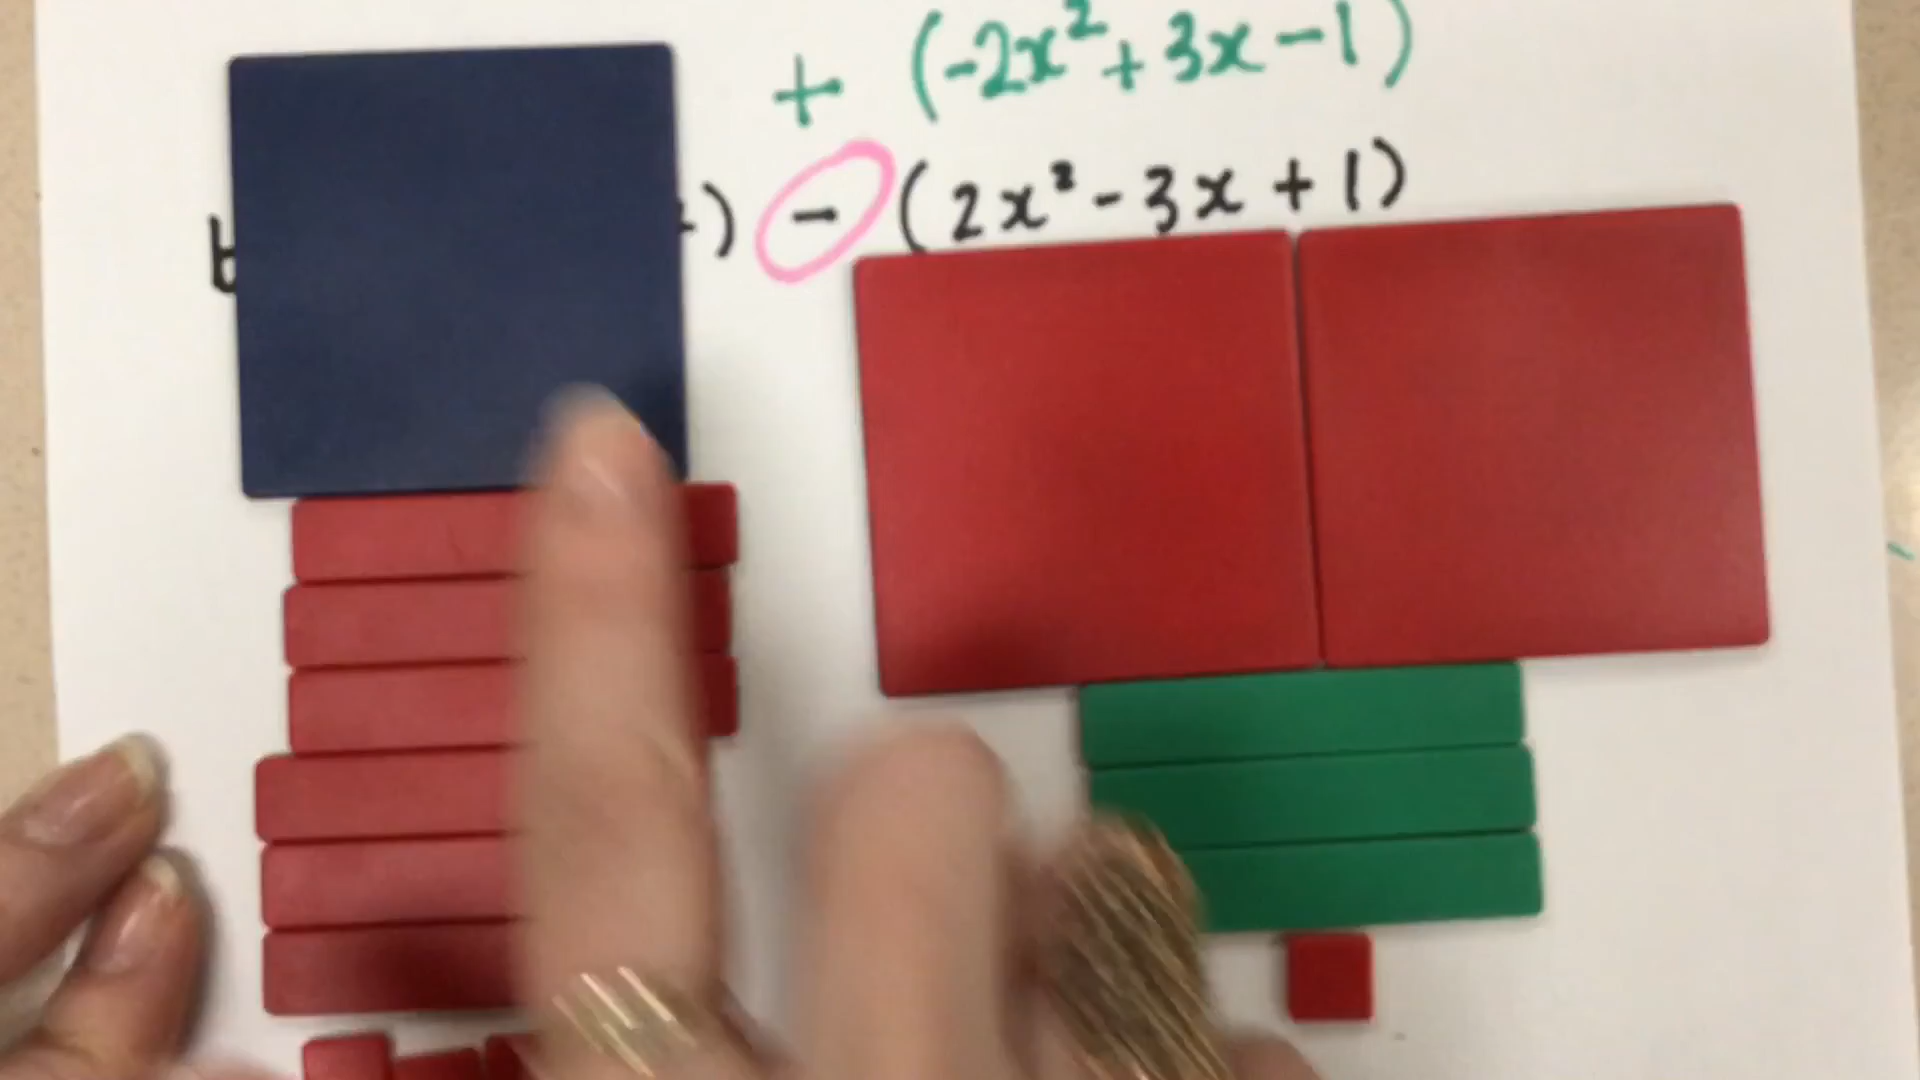 + (-2x² + 3x - 1)
) - (2x² - 3x + 1)